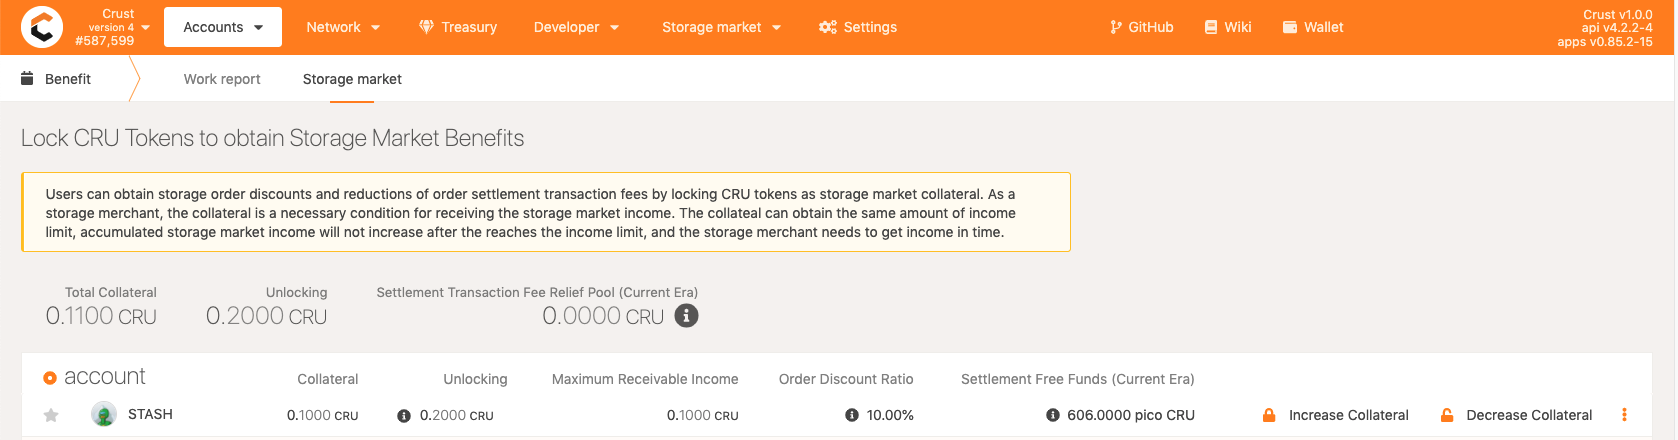 Crust
version 4
#587,599
Accounts
Network
Treasury
Developer
Storage market
Settings
GitHub
Wiki
Wallet
Crust v1.0.0
api v4.2.2-4
apps v0.85.2-15
Benefit
Work report
Storage market
Lock CRU Tokens to obtain Storage Market Benefits
Users can obtain storage order discounts and reductions of order settlement transaction fees by locking CRU tokens as storage market collateral. As a
storage merchant, the collateral is a necessary condition for receiving the storage market income. The collateal can obtain the same amount of income
limit, accumulated storage market income will not increase after the reaches the income limit, and the storage merchant needs to get income in time.
Total Collateral
0.1100 CRU
Unlocking
0.2000 CRU
Settlement Transaction Fee Relief Pool (Current Era)
0.0000 CRU
account Collateral Unlocking Maximum Receivable Income Order Discount Ratio Settlement Free Funds (Current Era)
STASH 0.1000 CRU 0.2000 CRU 0.1000 CRU 10.00% 606.0000 pico CRU Increase Collateral Decrease Collateral